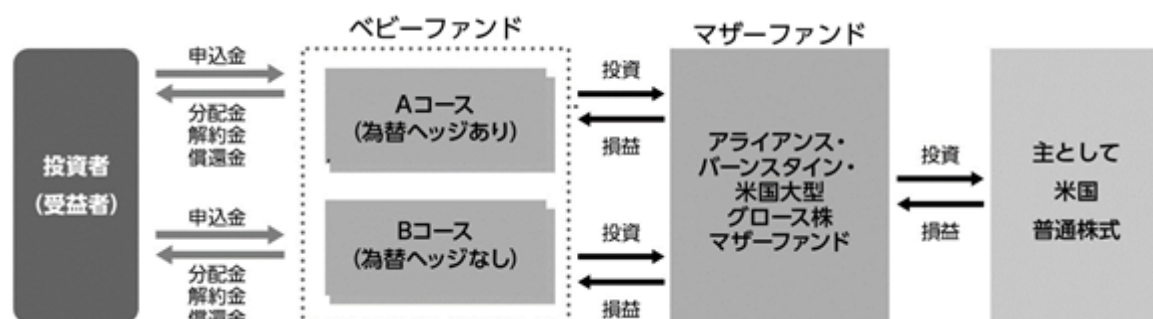 ベビーファンド
マザーファンド
申込金
分配金
解約金
償還金
投資者
(受益者)
申込金
分配金
解約金
償還金
Aコース
(為替ヘッジあり)
Bコース
(為替ヘッジなし)
投資
損益
投資
損益
アライアンス・
バーンスタイン・
米国大型
グロース株
マザーファンド
投資
損益
主として
米国
普通株式